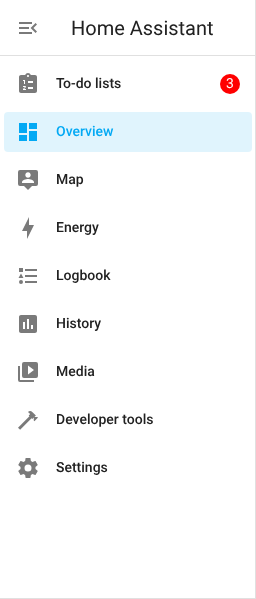 Home Assistant
To-do lists 3
Overview
Map
Energy
Logbook
History
Media
Developer tools
Settings